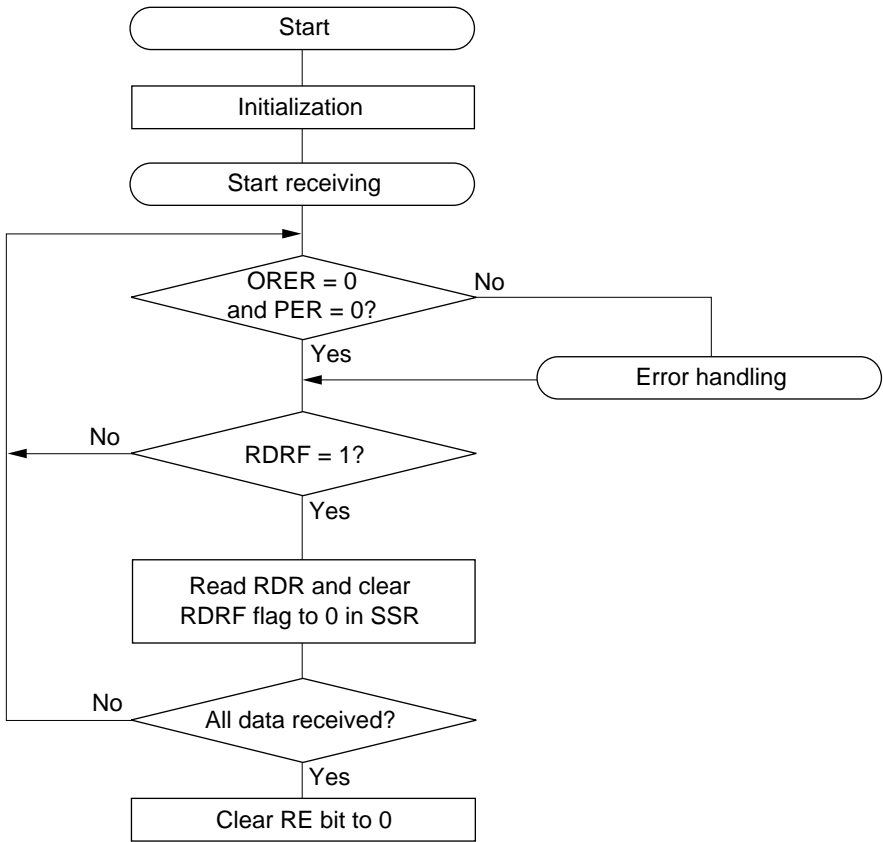 Start
Initialization
Start receiving
ORER = 0
and PER = 0?
No
Yes
Error handling
No
RDRF = 1?
Yes
Read RDR and clear
RDRF flag to 0 in SSR
No
All data received?
Yes
Clear RE bit to 0